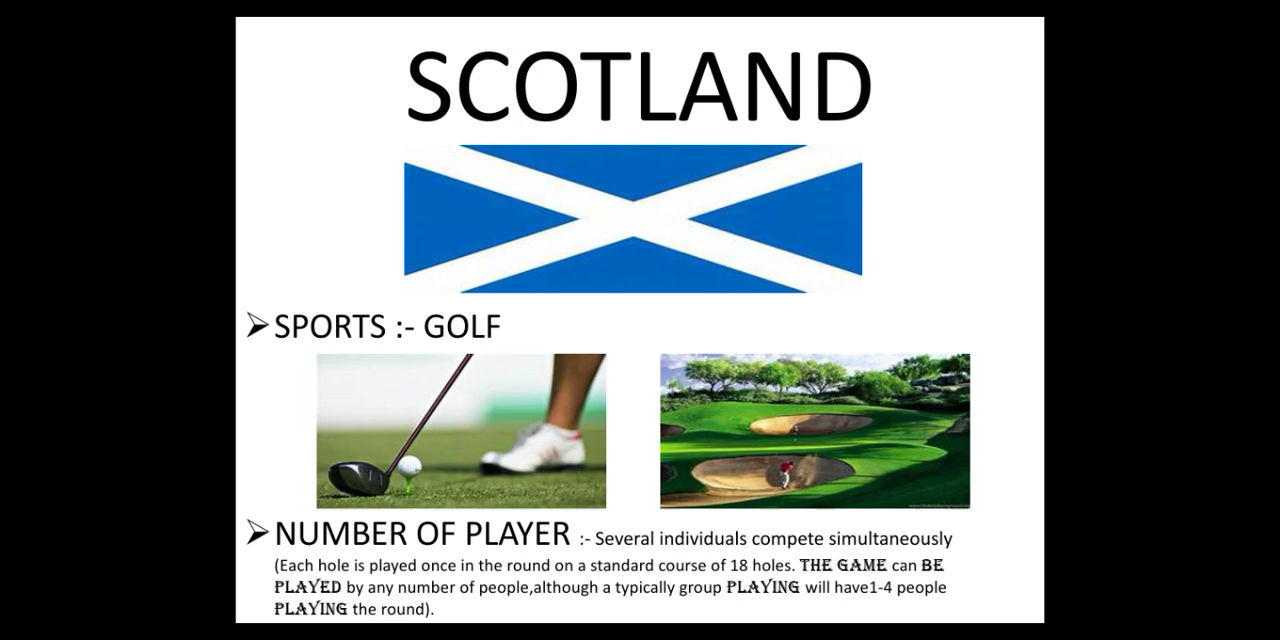 SCOTLAND
SPORTS :- GOLF
NUMBER OF PLAYER :- Several individuals compete simultaneously
(Each hole is played once in the round on a standard course of 18 holes. THE GAME can BE
PLAYED by any number of people,although a typically group PLAYING will have1-4 people
PLAYING the round).